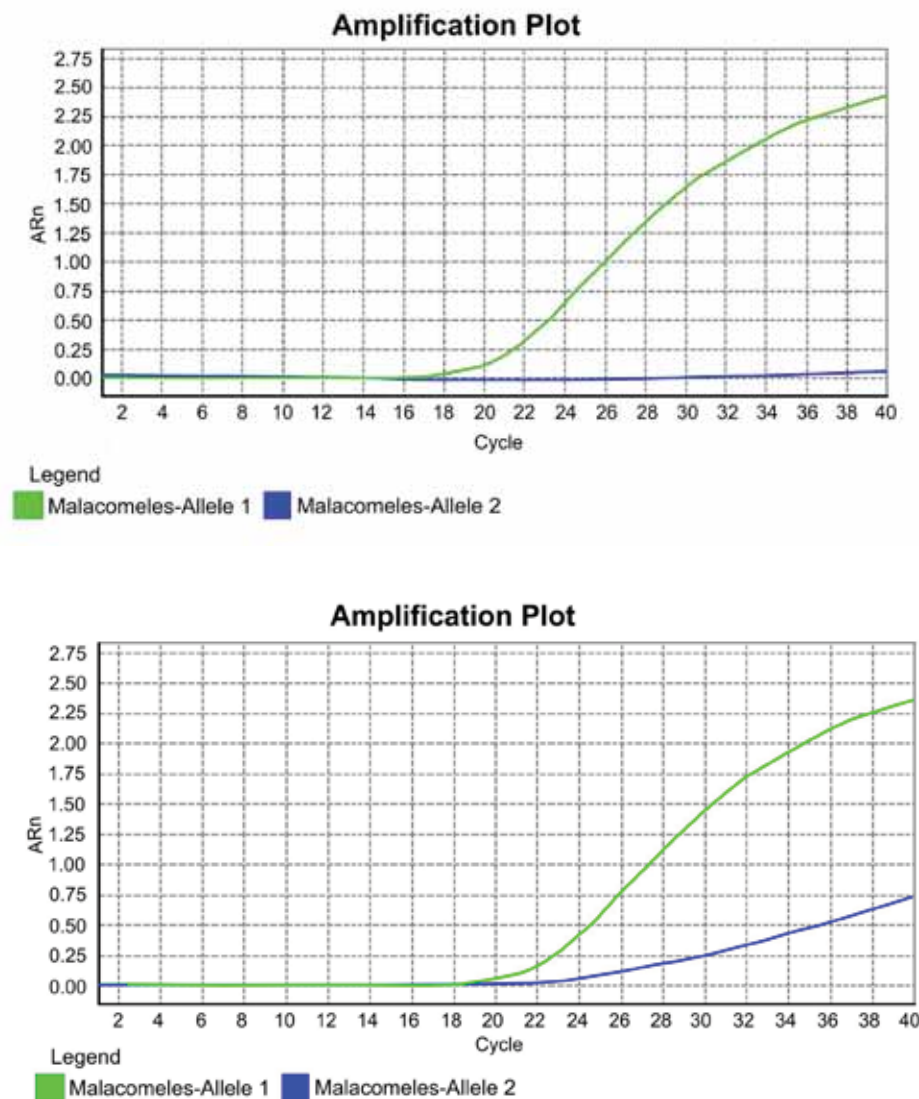 Amplification Plot
2.75
2.50
2.25
2.00
1.75
1.50
1.25
1.00
0.75
0.50
0.25
0.00
ARn
2 4 6 8 10 12 14 16 18 20 22 24 26 28 30 32 34 36 38 40
Cycle
Legend
Malacomeles-Allele 1 Malacomeles-Allele 2
Amplification Plot
2.75
2.50
2.25
2.00
1.75
1.50
1.25
1.00
0.75
0.50
0.25
0.00
ARn
2 4 6 8 10 12 14 16 18 20 22 24 26 28 30 32 34 36 38 40
Cycle
Legend
Malacomeles-Allele 1 Malacomeles-Allele 2